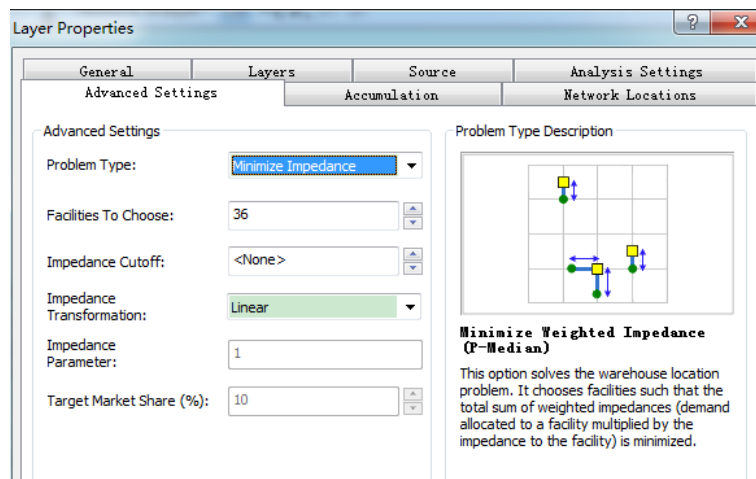 Layer Properties
General
Layers
Source
Analysis Settings
Advanced Settings
Accumulation
Network Locations
Advanced Settings
Problem Type:
Minimize Impedance
Facilities To Choose:
36
Impedance Cutoff:
<None>
Impedance
Transformation:
Linear
Impedance
Parameter:
1
Target Market Share (%):
10
Problem Type Description
Minimize Weighted Impedance
(P-Median)
This option solves the warehouse location
problem. It chooses facilities such that the
total sum of weighted impedances (demand
allocated to a facility multiplied by the
impedance to the facility) is minimized.